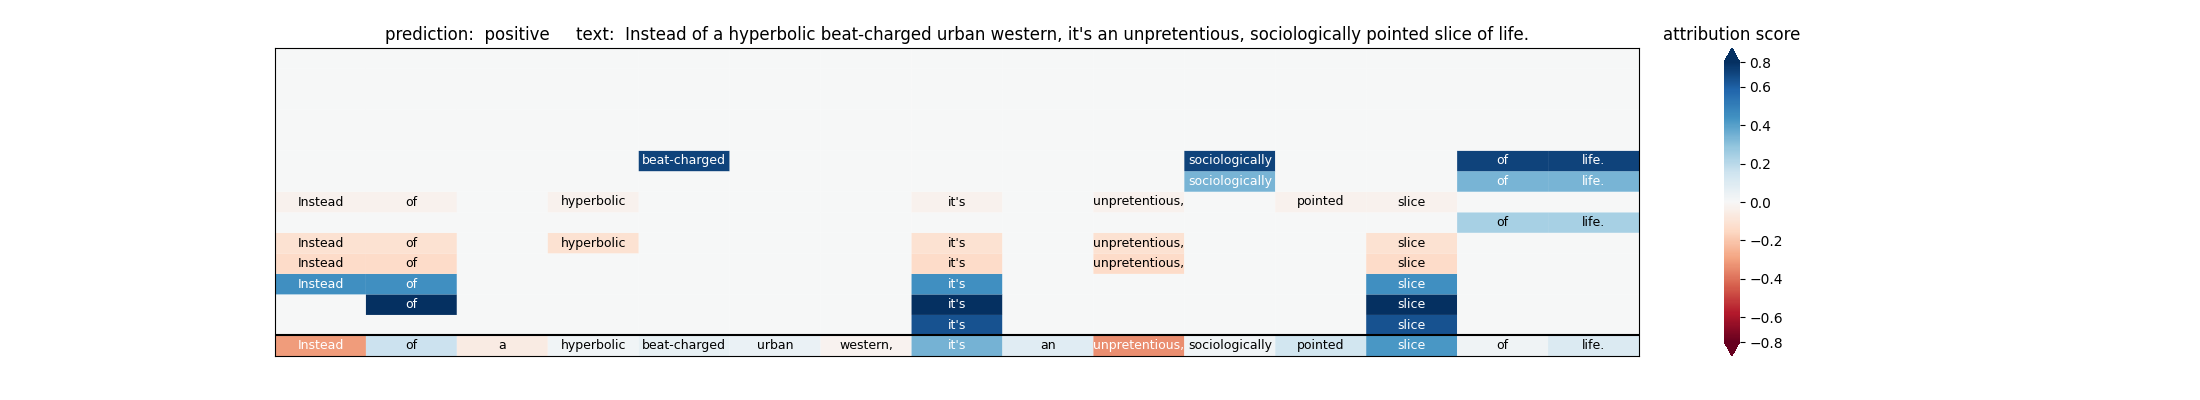 prediction: positive text: Instead of a hyperbolic beat-charged urban western, it's an unpretentious, sociologically pointed slice of life.
attribution score
beat-charged sociologically of life.
sociologically of life.
Instead of hyperbolic it's unpretentious, pointed slice
of life.
Instead of hyperbolic it's unpretentious, slice
Instead of it's unpretentious, slice
Instead of it's slice
of it's slice
it's slice
Instead of a hyperbolic beat-charged urban western, it's an unpretentious, sociologically pointed slice of life.
0.8
0.6
0.4
0.2
0.0
−0.2
−0.4
−0.6
−0.8